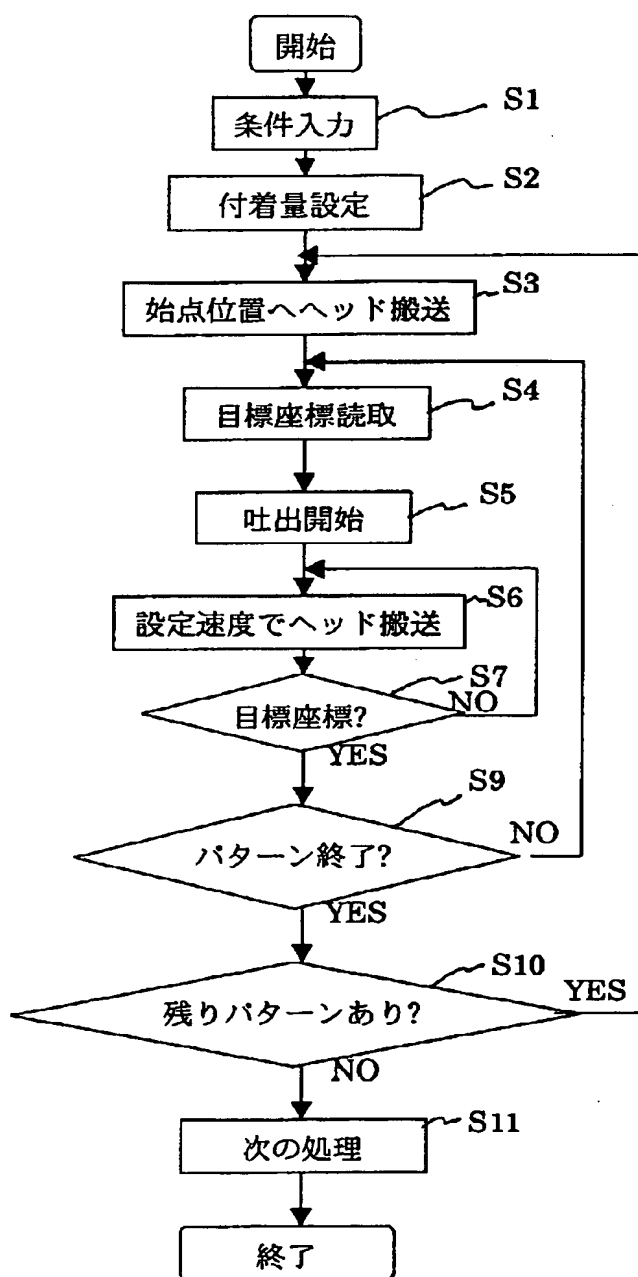 開始
S1
条件入力
S2
付着量設定
S3
始点位置へヘッド搬送
S4
目標座標読取
S5
吐出開始
S6
設定速度でヘッド搬送
S7
目標座標?
NO
YES
S9
パターン終了?
NO
YES
S10
残りパターンあり?
YES
NO
S11
次の処理
終了